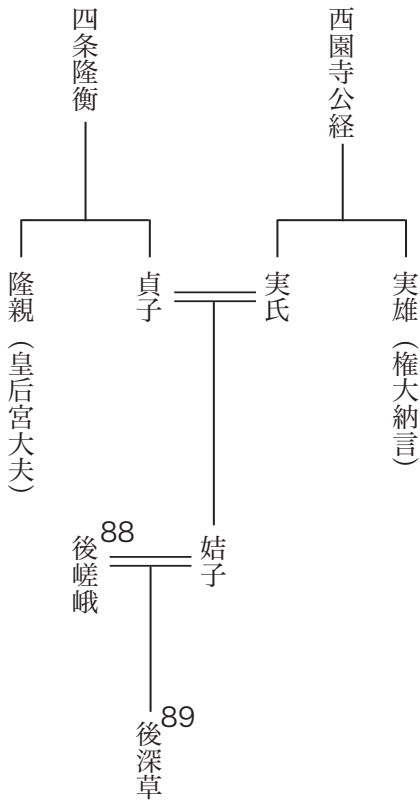 西園寺公経
四条隆衡
実雄（権大納言）
実氏
貞子
隆親（皇后宮大夫）
姞子
88
後嵯峨
89
後深草